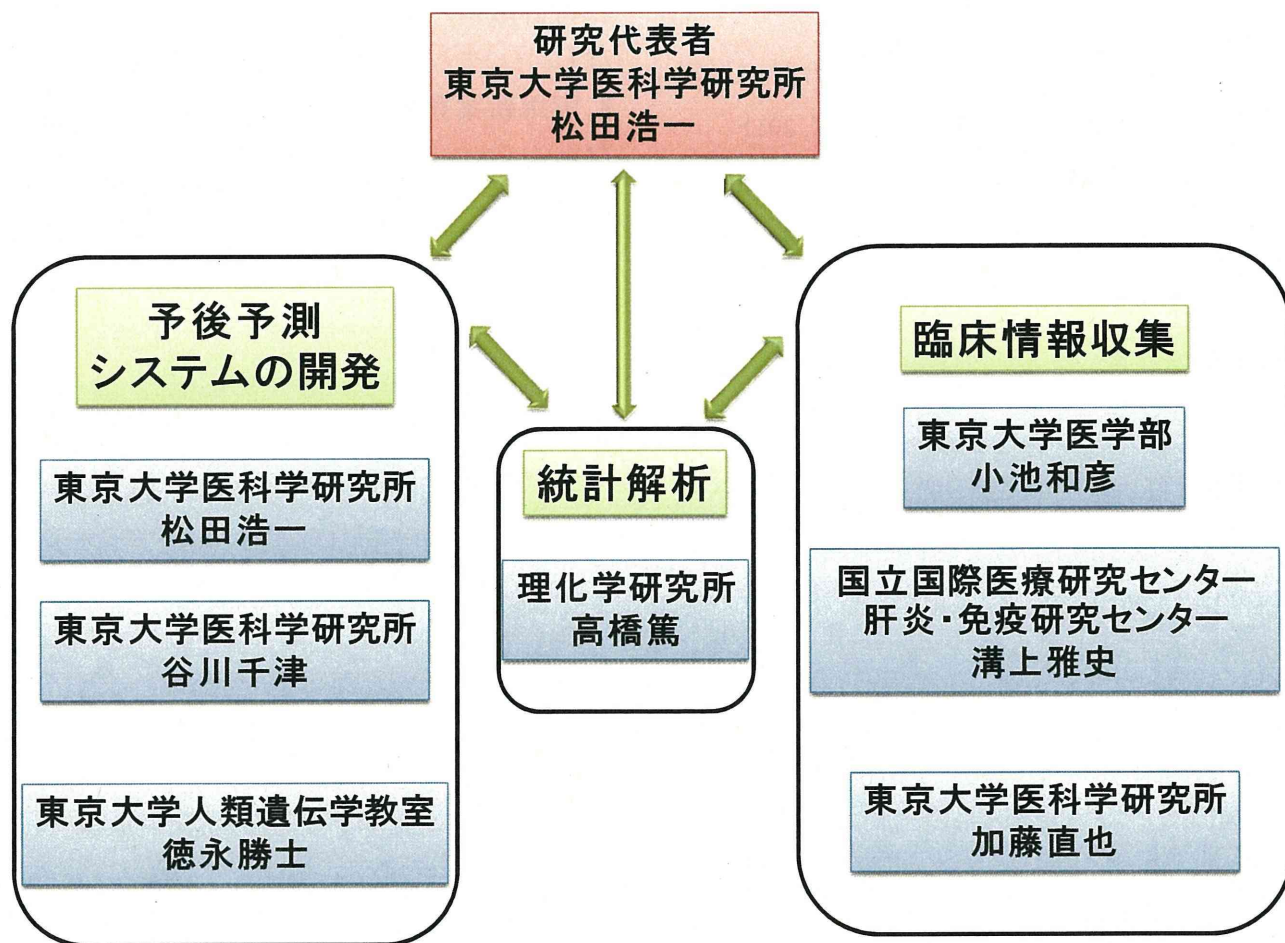 研究代表者
東京大学医科学研究所
松田浩一
予後予測
システムの開発
東京大学医科学研究所
松田浩一
東京大学医科学研究所
谷川千津
東京大学人類遺伝学教室
徳永勝士
統計解析
理化学研究所
高橋篤
臨床情報収集
東京大学医学部
小池和彦
国立国際医療研究センター
肝炎・免疫研究センター
溝上雅史
東京大学医科学研究所
加藤直也